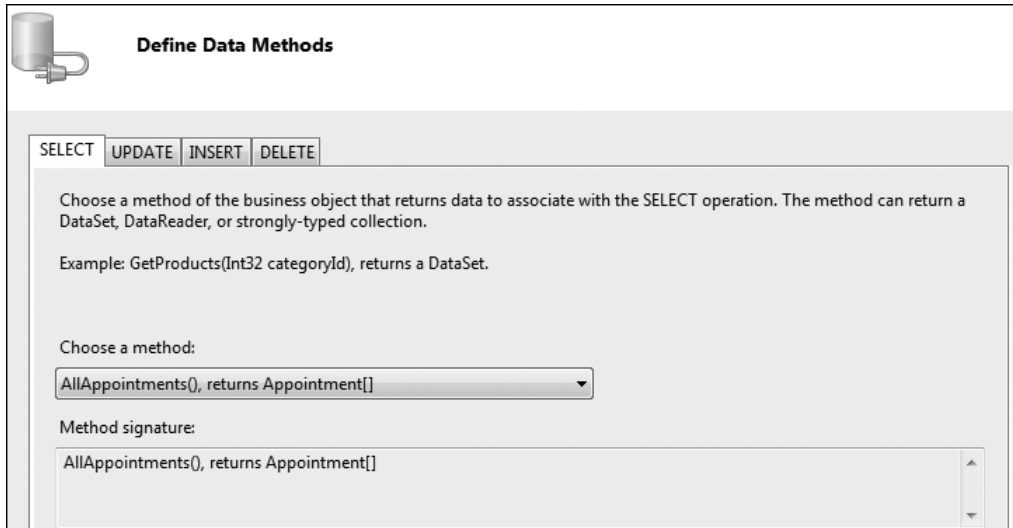 Define Data Methods
SELECT UPDATE INSERT DELETE
Choose a method of the business object that returns data to associate with the SELECT operation. The method can return a
DataSet, DataReader, or strongly-typed collection.
Example: GetProducts(Int32 categoryId), returns a DataSet.
Choose a method:
AllAppointments(), returns Appointment[]
Method signature:
AllAppointments(), returns Appointment[]